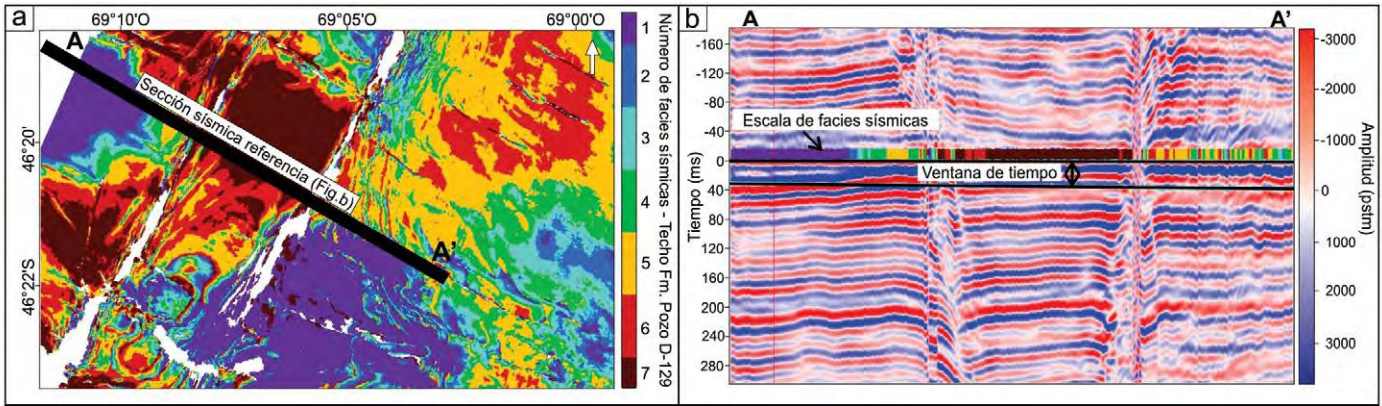 a
69°10'O
69°05'O
69°00'O
A
46°20'
46°22'S
Sección sísmica referencia (Fig.b)
A'
1
2
3
4
5
6
7
Número de facies sísmicas - Techo Fm. Pozo D-129
b
A
A'
-160
-120
-80
-40
0
40
80
120
160
200
240
280
Tiempo (ms)
Escala de facies sísmicas
Ventana de tiempo
-3000
-2000
-1000
0
1000
2000
3000
Amplitud (pstm)